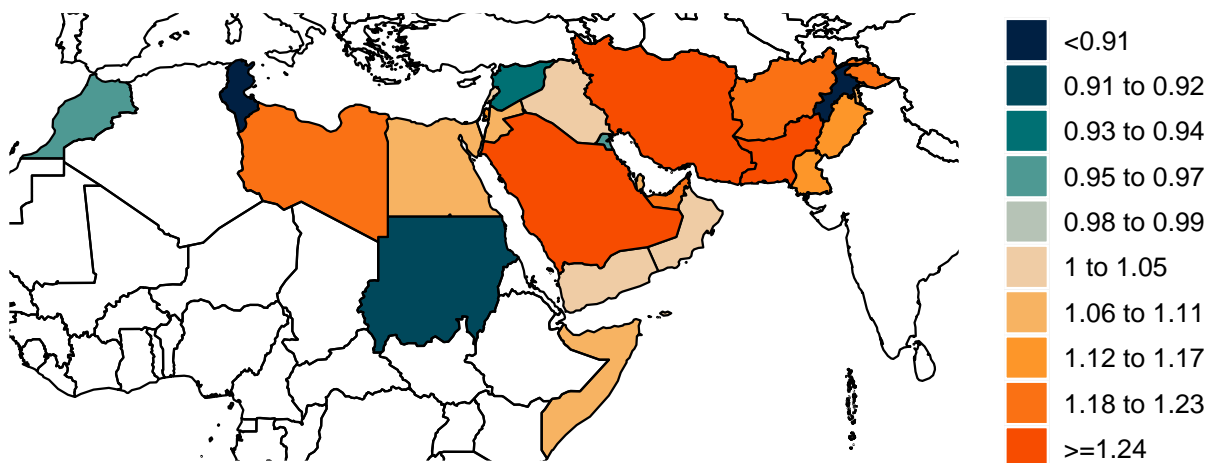 <0.91
0.91 to 0.92
0.93 to 0.94
0.95 to 0.97
0.98 to 0.99
1 to 1.05
1.06 to 1.11
1.12 to 1.17
1.18 to 1.23
>=1.24